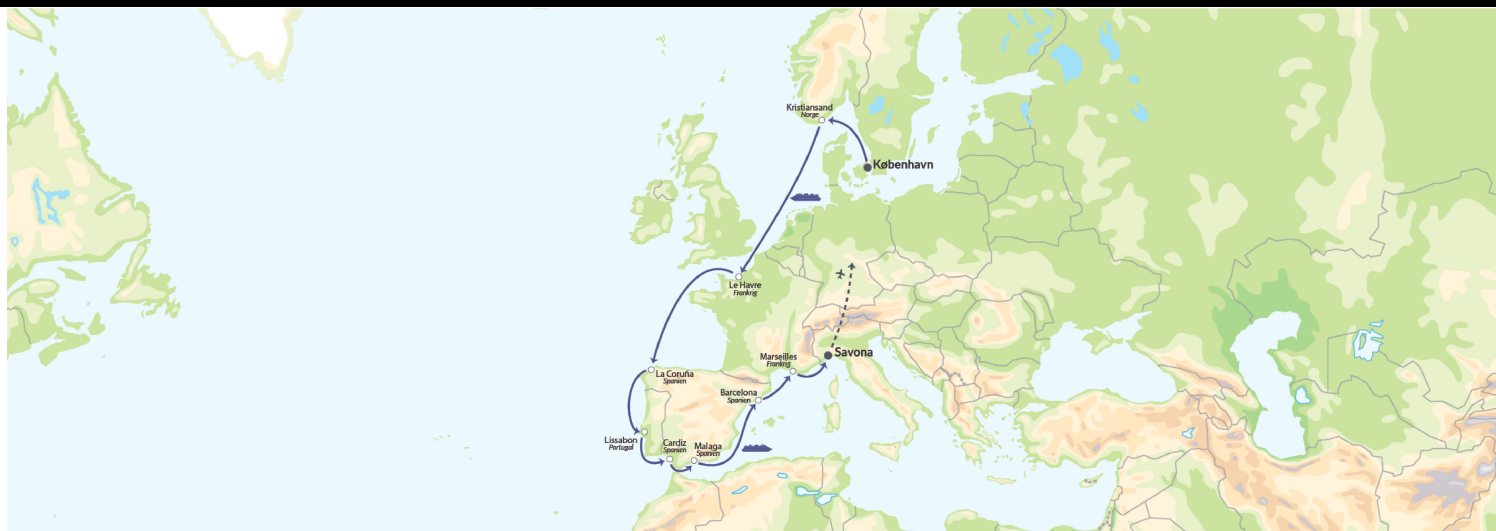 Kristiansand
Norge
København
Le Havre
Frankrig
Savona
Marseilles
Frankrig
La Coruña
Spanien
Barcelona
Spanien
Lissabon
Portugal
Cardiz
Spanien
Malaga
Spanien